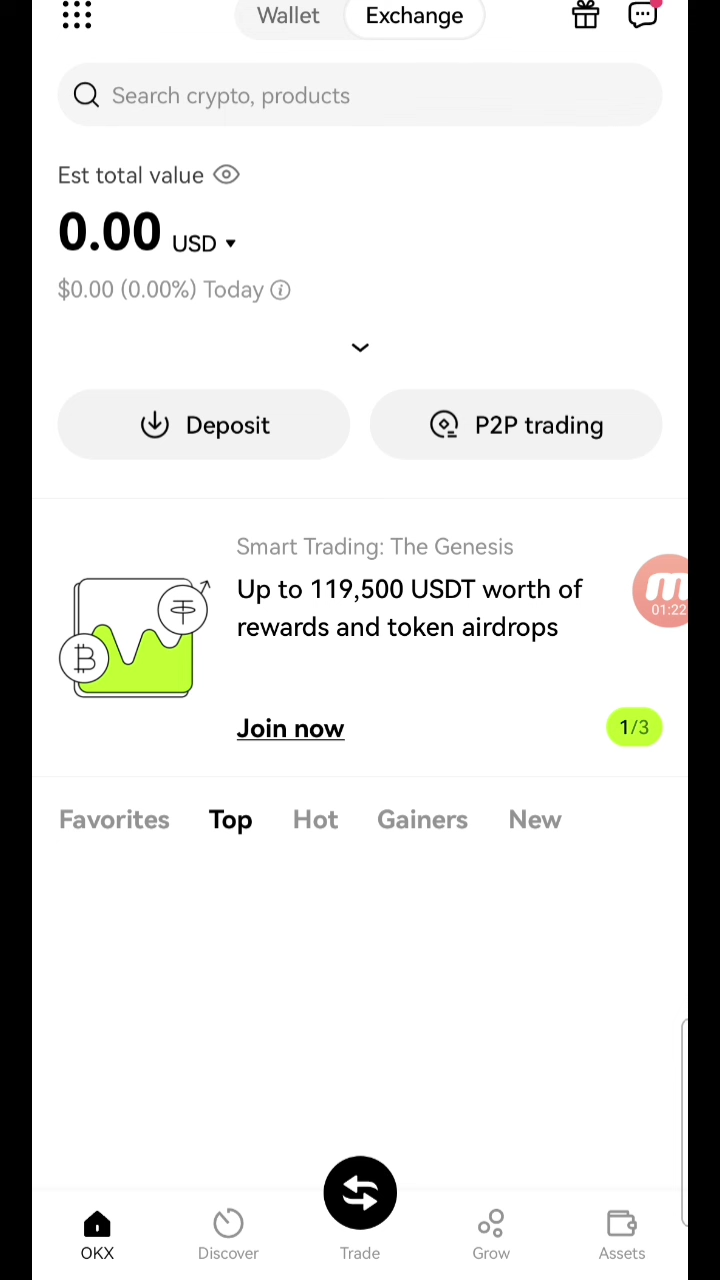 Wallet Exchange
Search crypto, products
Est total value
0.00 USD
$0.00 (0.00%) Today
Deposit P2P trading
Smart Trading: The Genesis
Up to 119,500 USDT worth of
rewards and token airdrops
01:22
Join now 1/3
Favorites Top Hot Gainers New
OKX Discover Trade Grow Assets